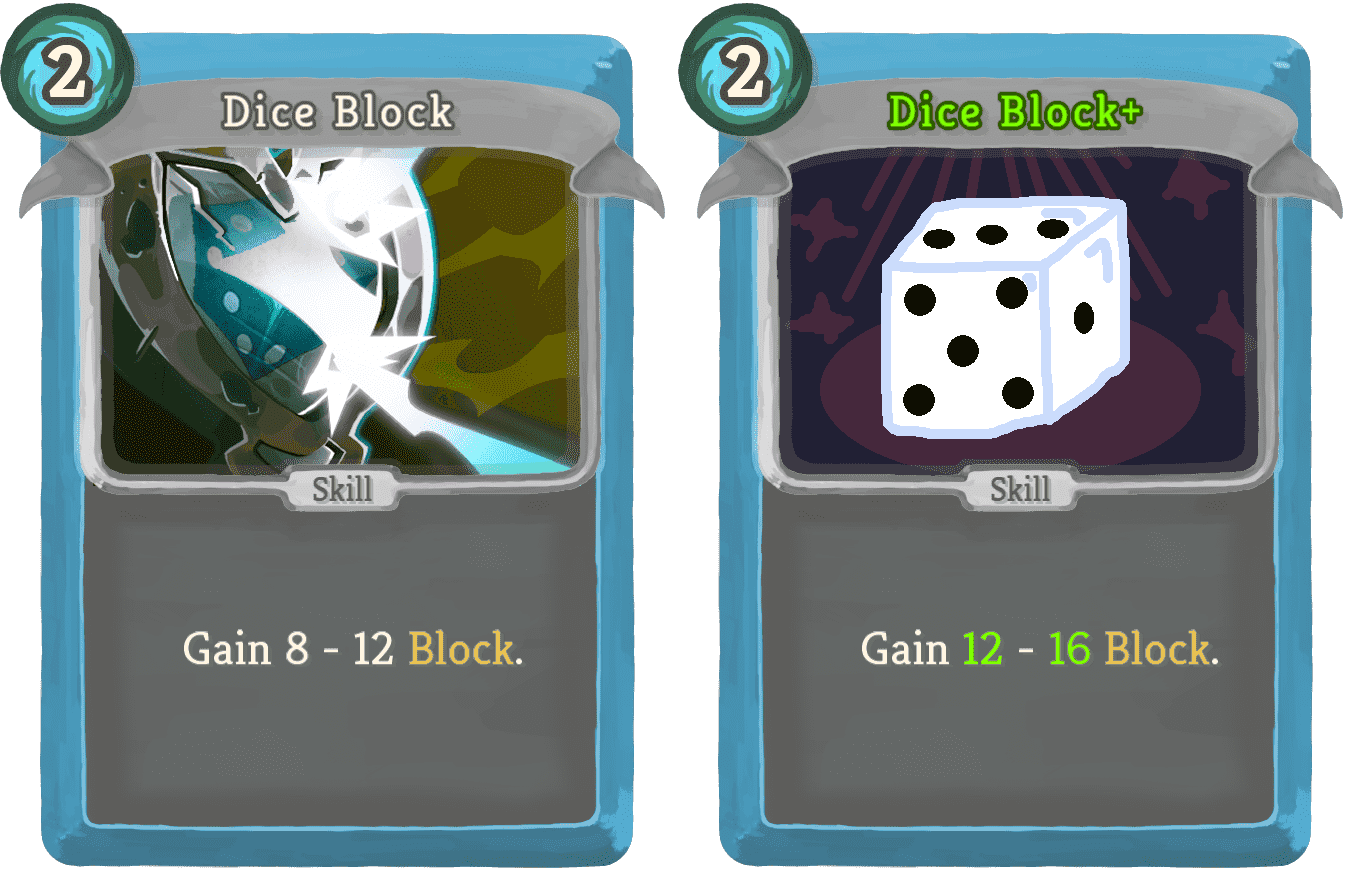 2
Dice Block
Skill
Gain 8 - 12 Block.
2
Dice Block+
Skill
Gain 12 - 16 Block.